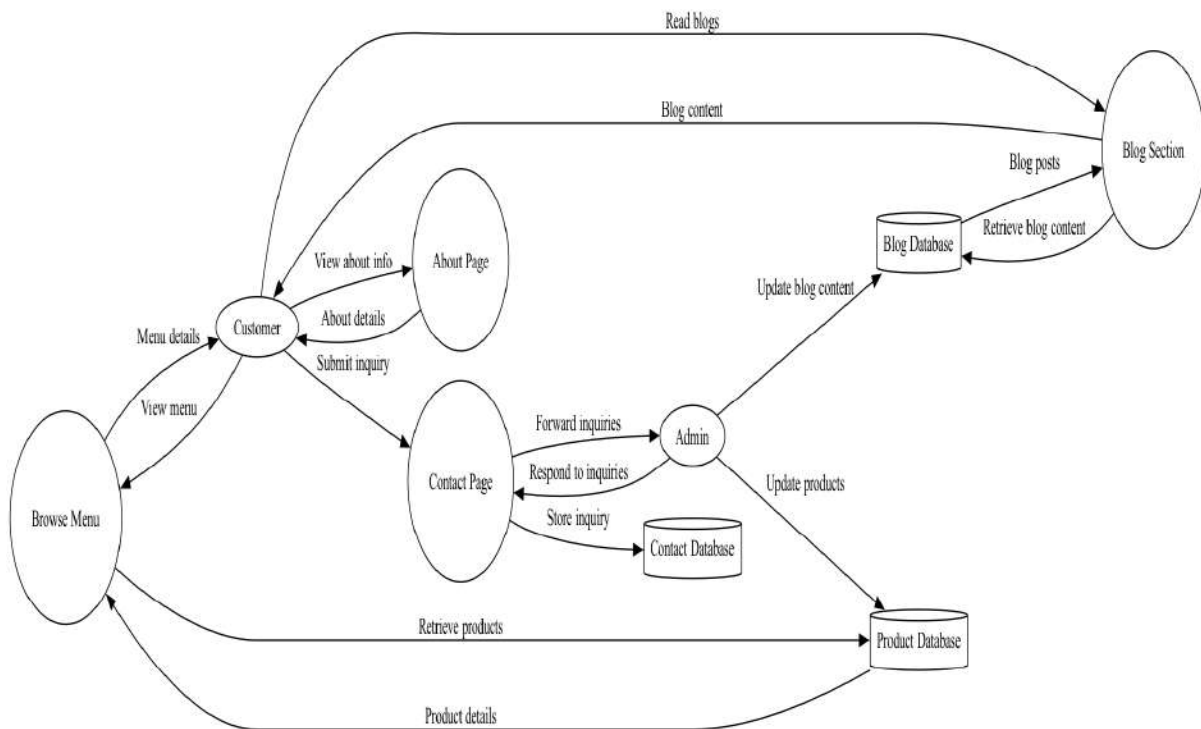 Read blogs
Blog content
Blog Section
Blog posts
Blog Database
Retrieve blog content
View about info
About Page
Update blog content
About details
Customer
Menu details
Submit inquiry
View menu
Forward inquiries
Admin
Respond to inquiries
Contact Page
Update products
Browse Menu
Store inquiry
Contact Database
Retrieve products
Product Database
Product details